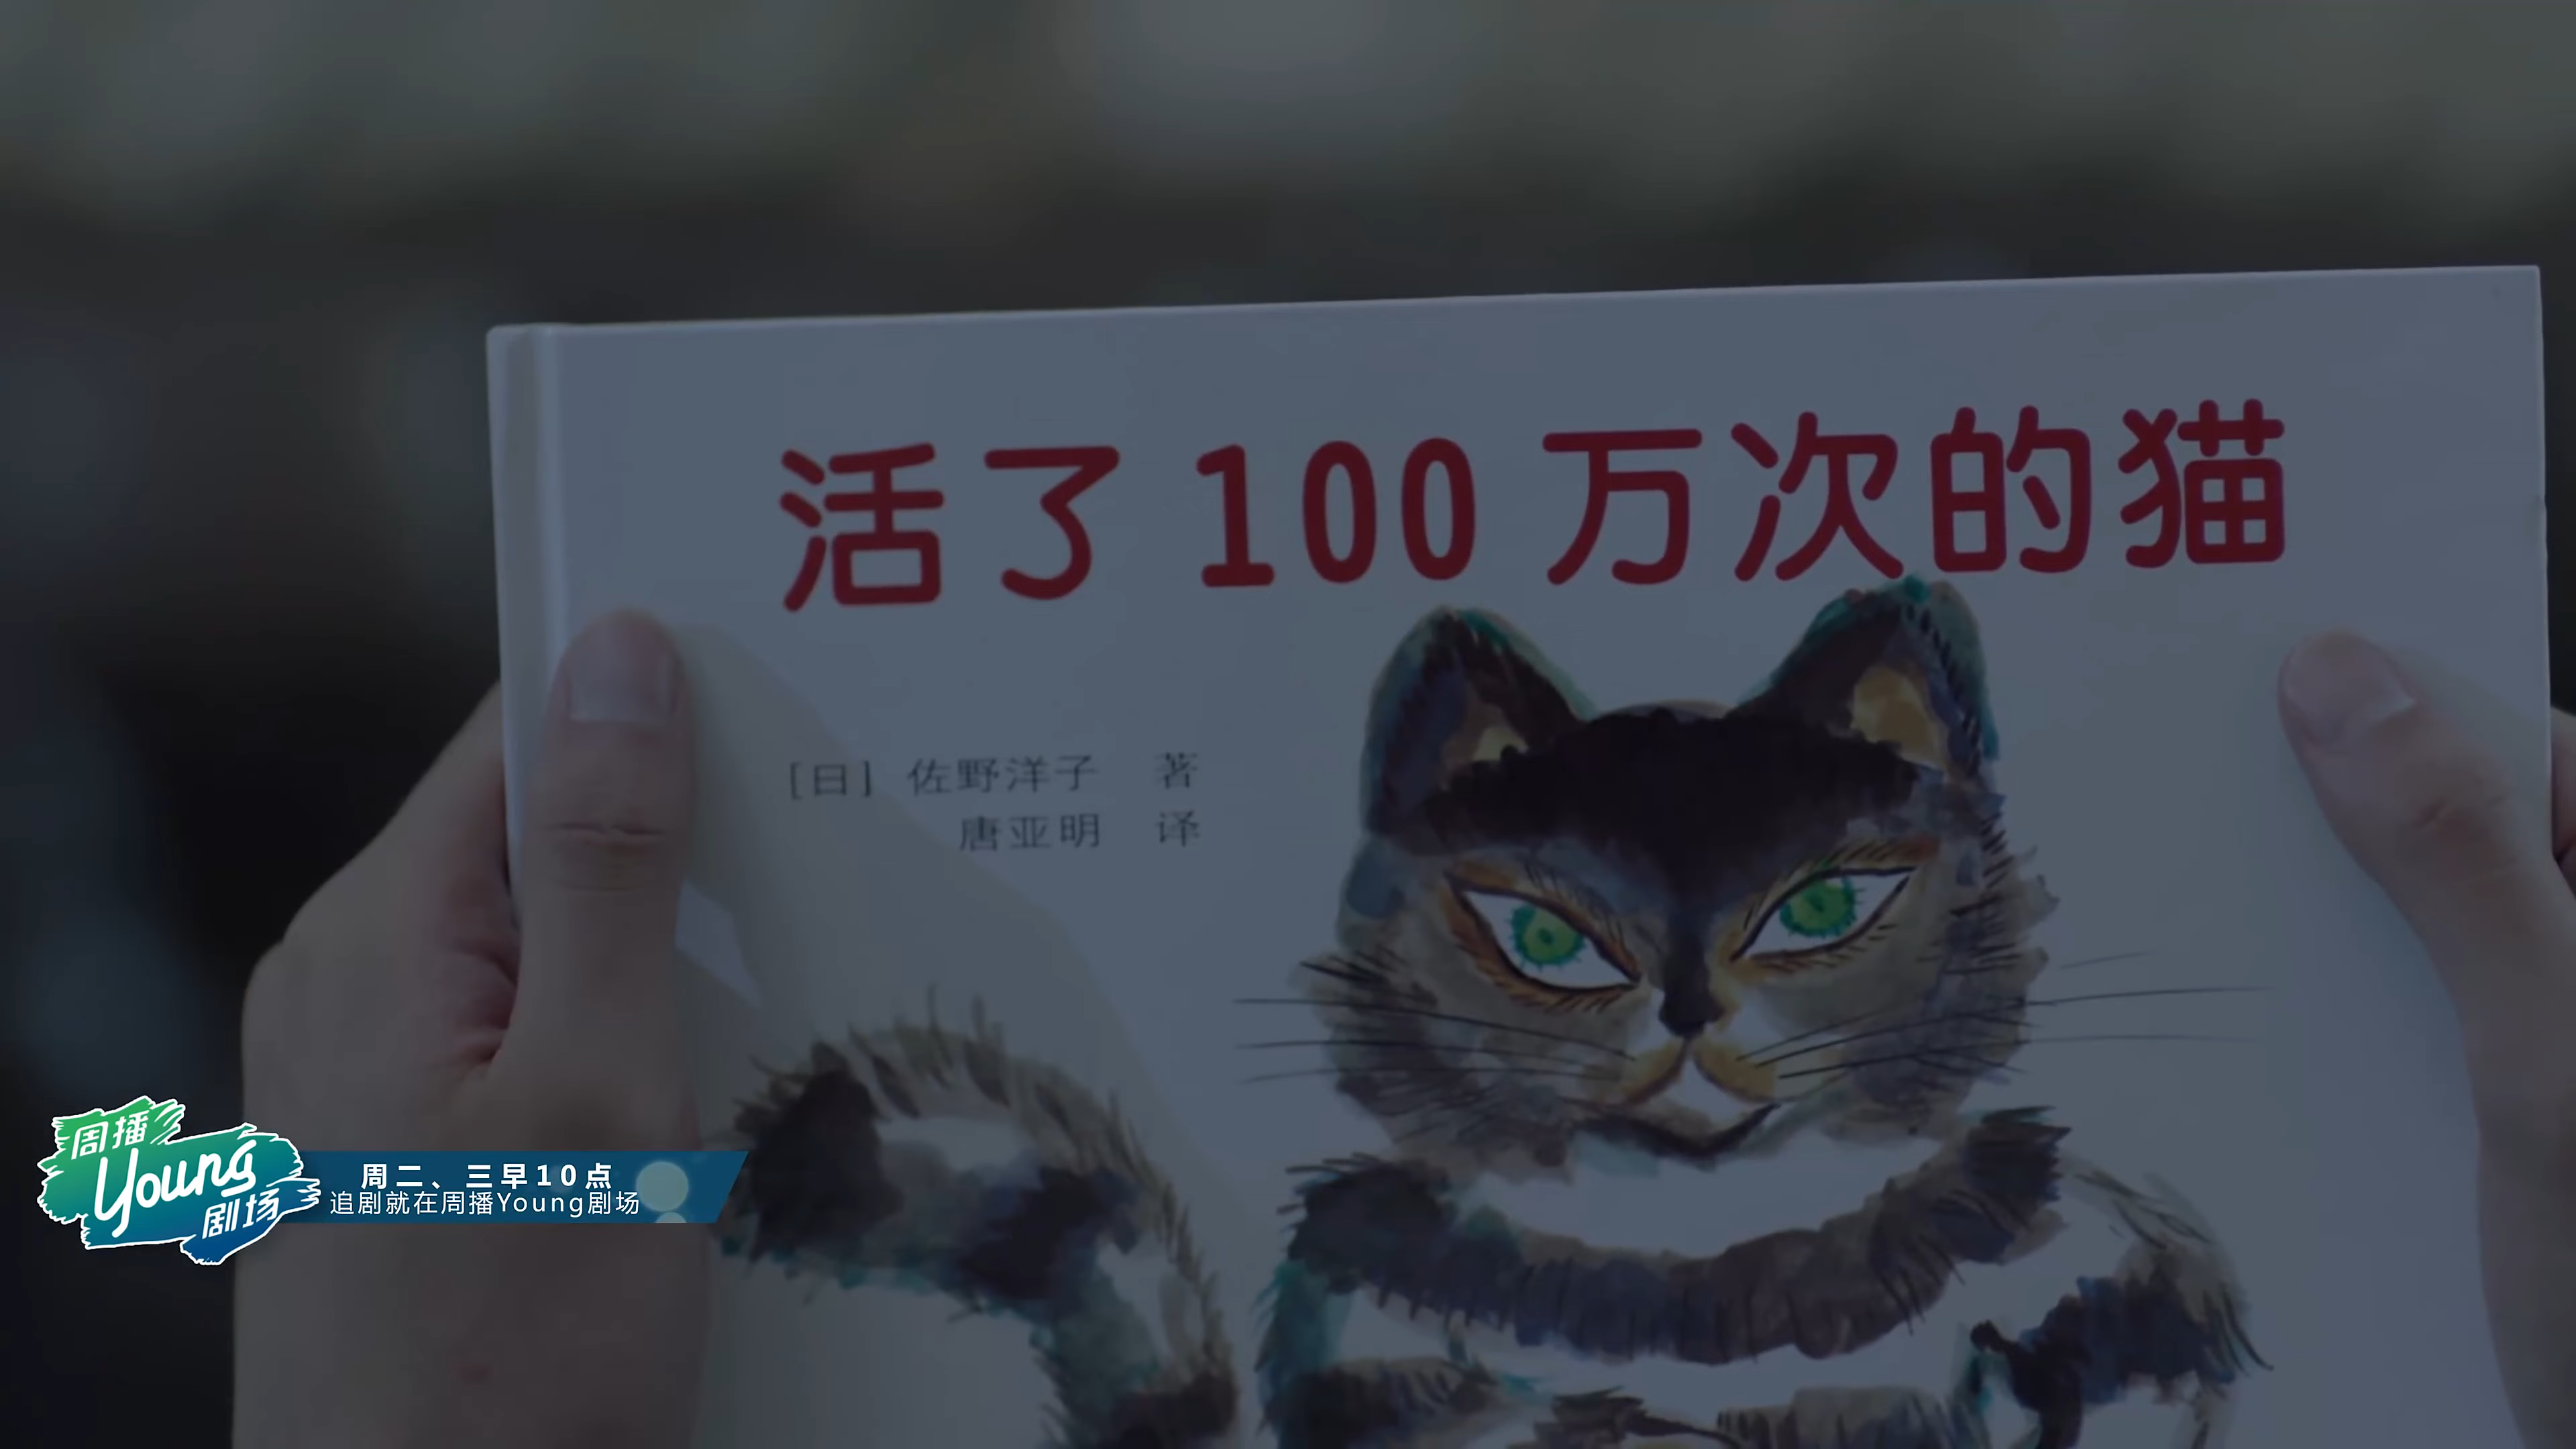 活了100万次的猫
[日] 佐野洋子 著
唐亚明 译
周播
Young
剧场
周二、三早10点
追剧就在周播Young剧场